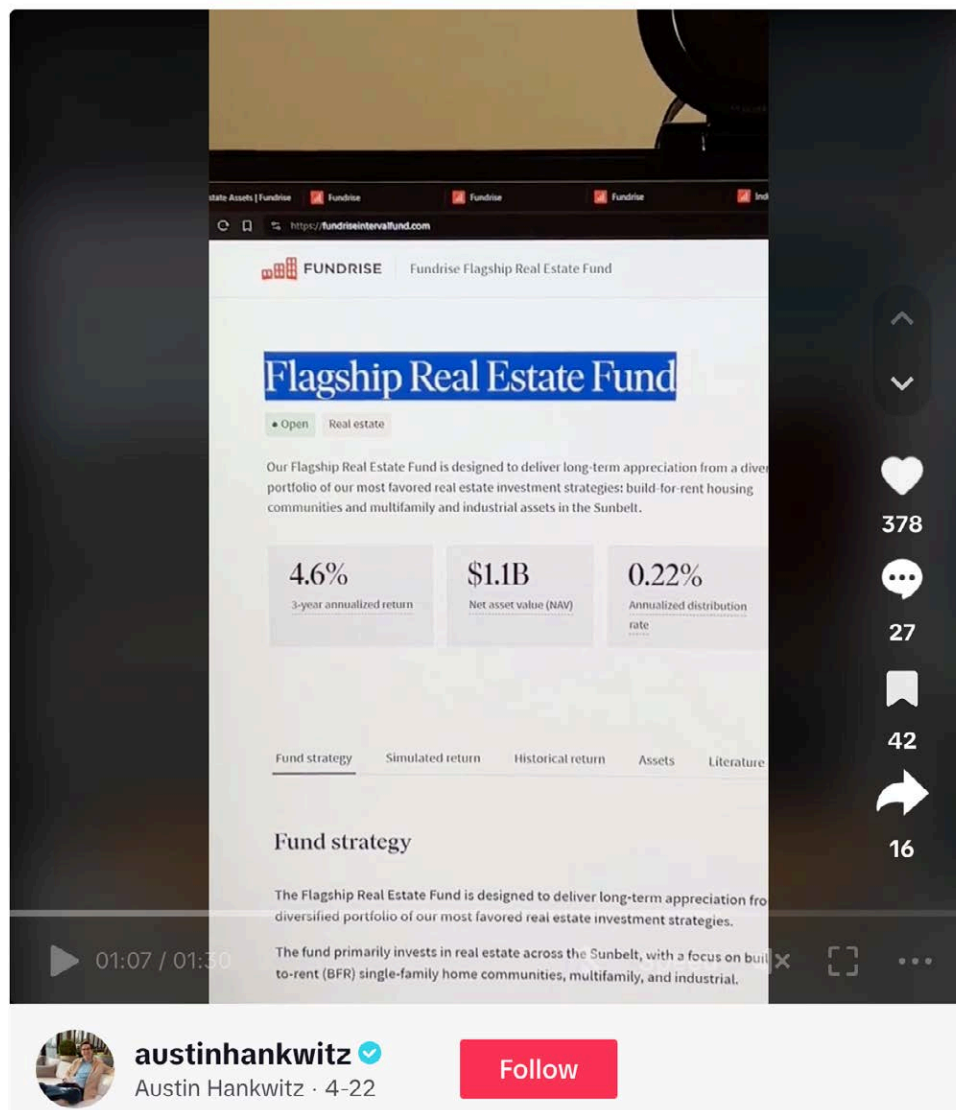 state Assets | Fundrise
Fundrise
Fundrise
Fundrise
Ind
https://fundriseintervalfund.com
FUNDRISE
Fundrise Flagship Real Estate Fund
Flagship Real Estate Fund
• Open
Real estate
Our Flagship Real Estate Fund is designed to deliver long-term appreciation from a diver
portfolio of our most favored real estate investment strategies: build-for-rent housing
communities and multifamily and industrial assets in the Sunbelt.
4.6%
3-year annualized return
$1.1B
Net asset value (NAV)
0.22%
Annualized distribution
rate
378
27
42
16
Fund strategy
Simulated return
Historical return
Assets
Literature
Fund strategy
The Flagship Real Estate Fund is designed to deliver long-term appreciation fro
diversified portfolio of our most favored real estate investment strategies.
The fund primarily invests in real estate across the Sunbelt, with a focus on buil
to-rent (BFR) single-family home communities, multifamily, and industrial.
01:07 / 01:30
austinhankwitz
Austin Hankwitz · 4-22
Follow